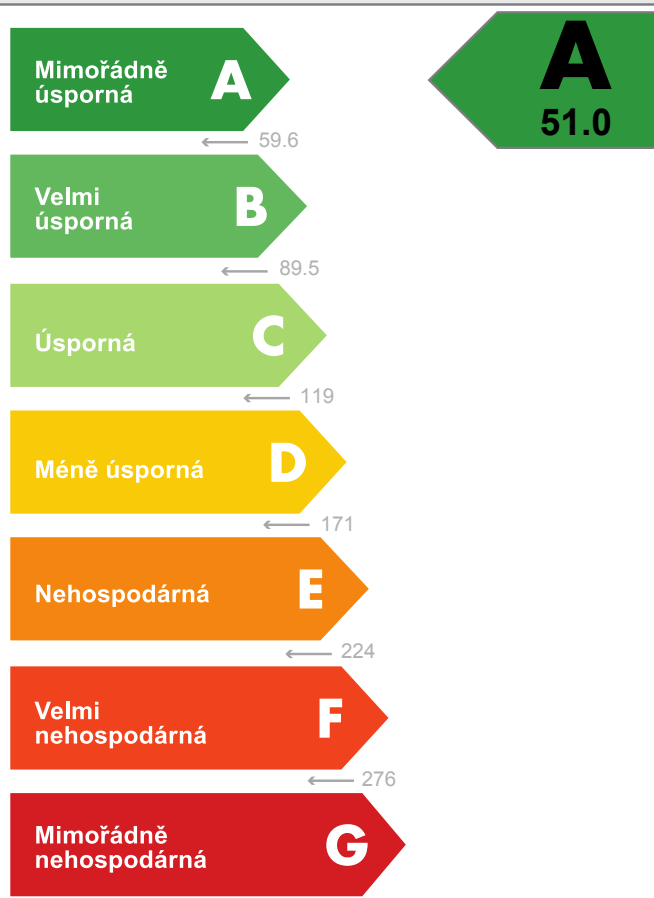 Mimořádně
úsporná
A
59.6
Velmi
úsporná
B
89.5
Úsporná
C
119
Méně úsporná
D
171
Nehospodárná
E
224
Velmi
nehospodárná
F
276
Mimořádně
nehospodárná
G
A
51.0